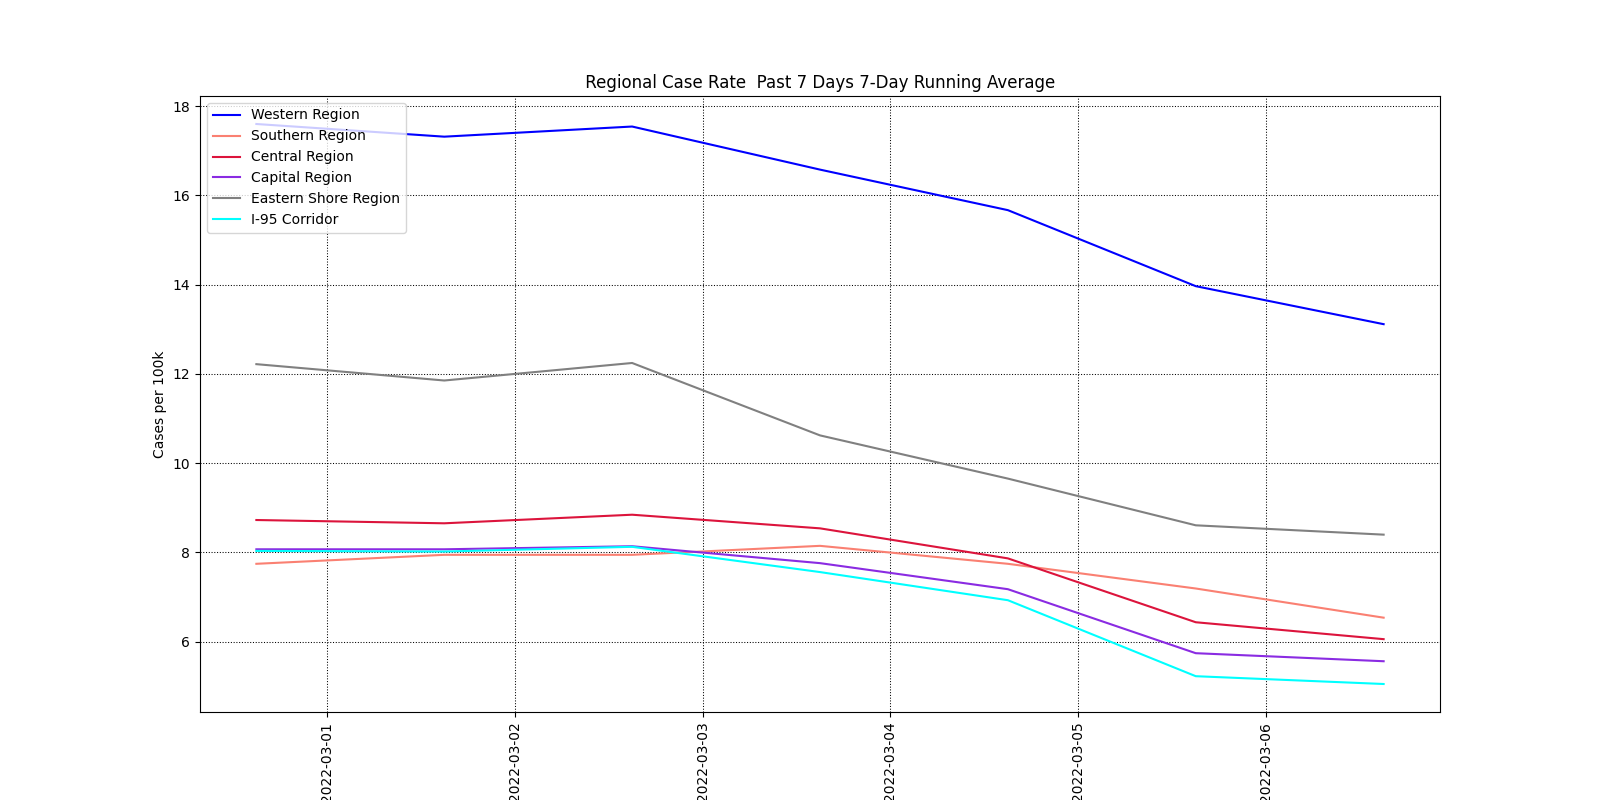 Regional Case Rate  Past 7 Days 7-Day Running Average
Western Region
Southern Region
Central Region
Capital Region
Eastern Shore Region
I-95 Corridor
Cases per 100k
18
16
14
12
10
8
6
2022-03-01
2022-03-02
2022-03-03
2022-03-04
2022-03-05
2022-03-06